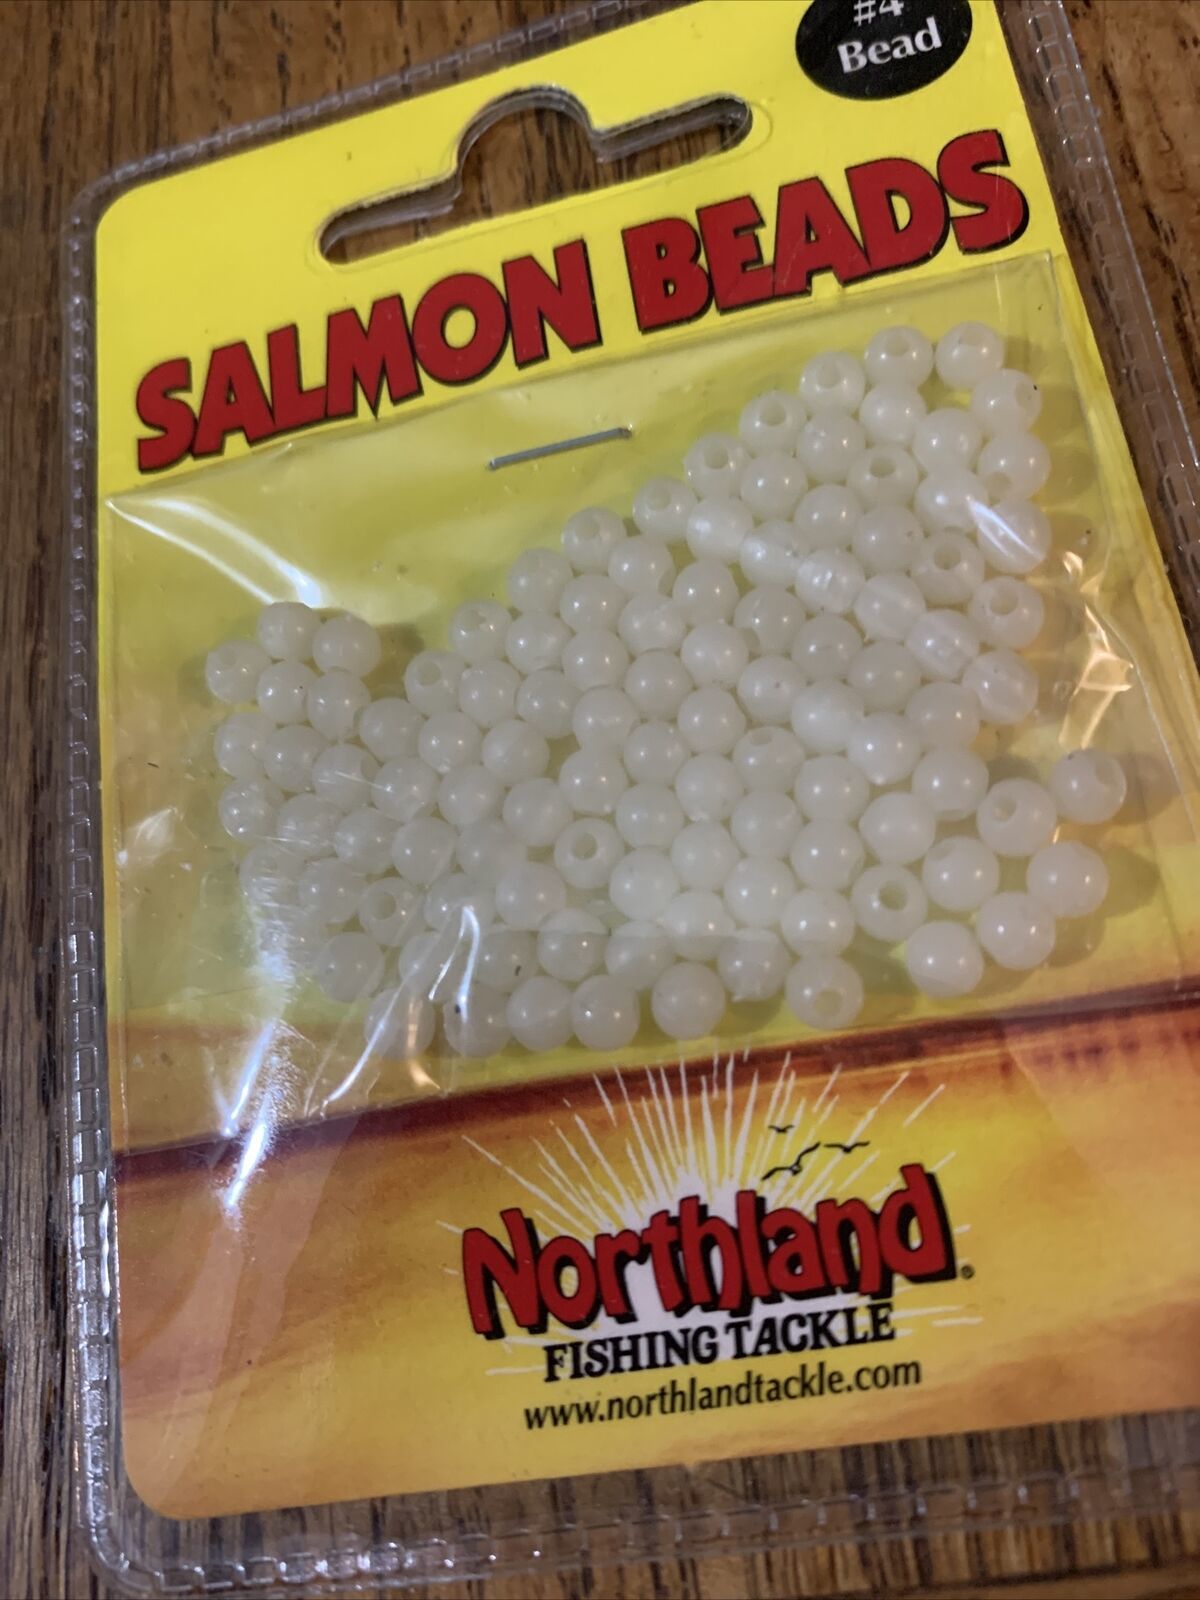 #4
Bead
SALMON BEADS
Northland®
FISHING TACKLE
www.northlandtackle.com